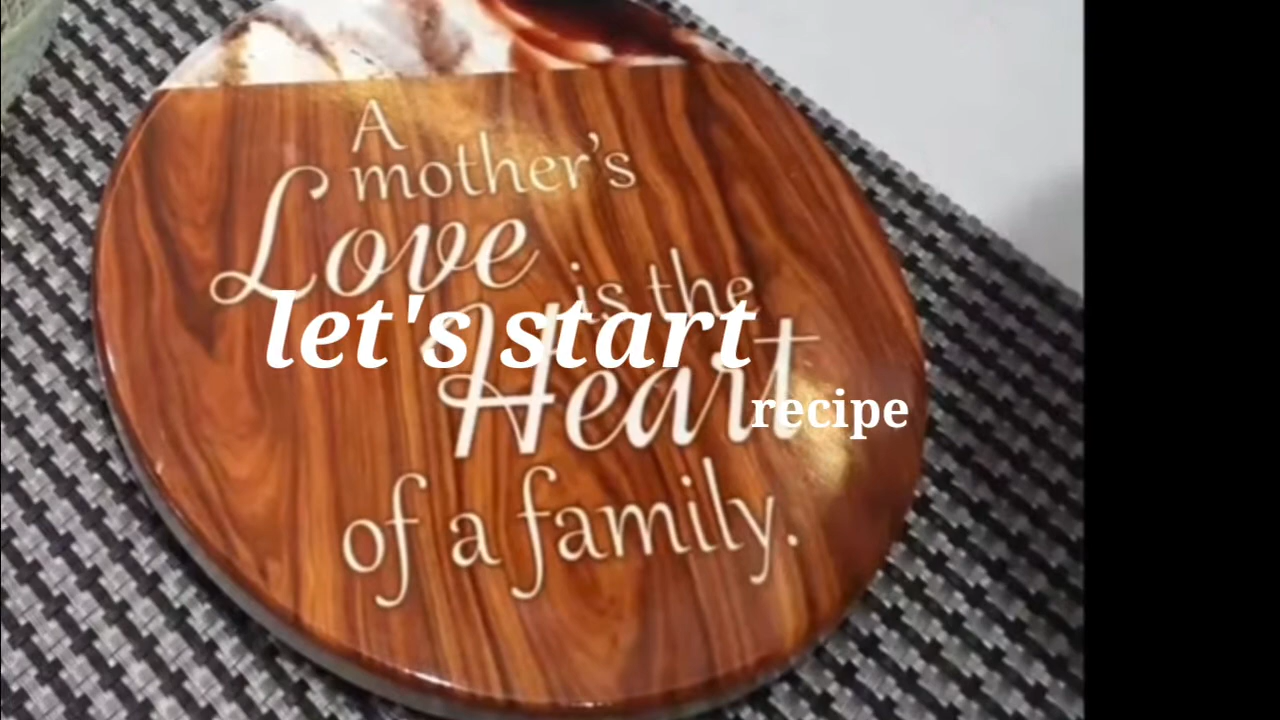 A
mother's
Love
is the
Heart
of a family.
let's start
recipe